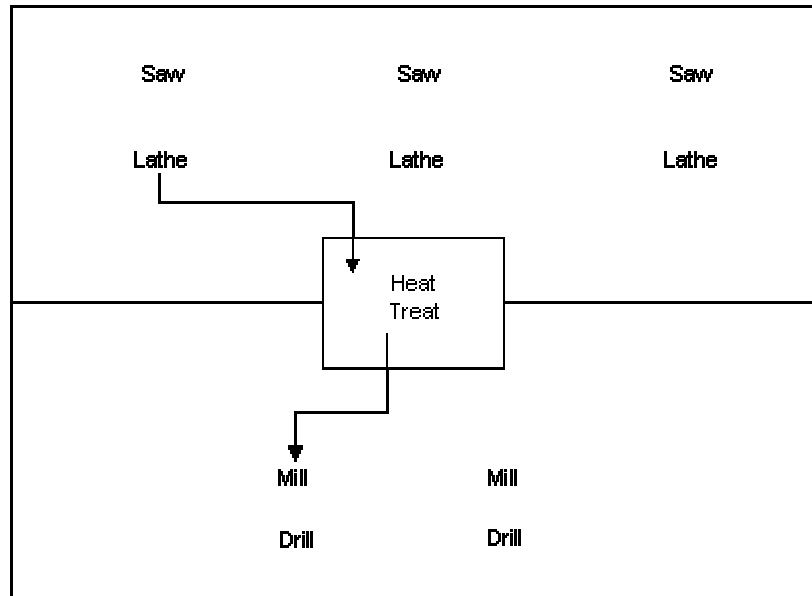 Saw Saw Saw
Lathe Lathe Lathe
Heat
Treat
Mill Mill
Drill Drill